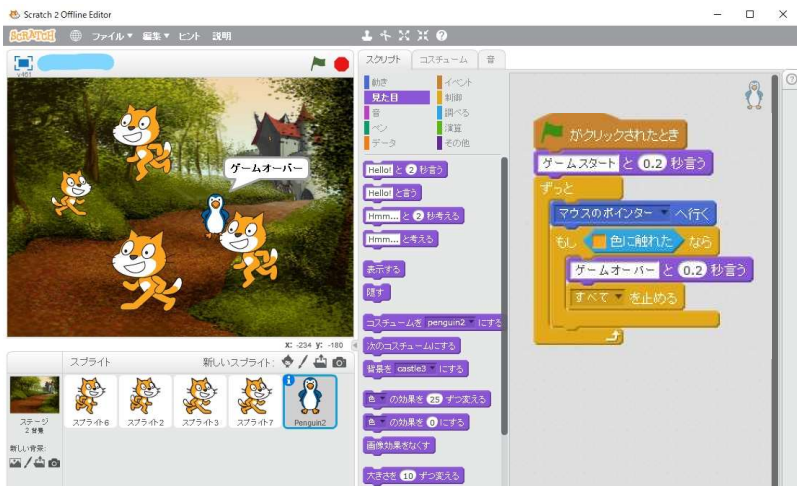 Scratch 2 Offline Editor
SCRATCH ファイル▼ 編集▼ ヒント 説明
v461
ゲームオーバー
X: -234 y: -180
スプライト 新しいスプライト:
ステージ
2 背景
新しい背景:
スプライト6
スプライト2
スプライト3
スプライト7
Penguin2
スクリプト コスチューム 音
動き イベント
見た目 制御
音 調べる
ペン 演算
データ その他
Hello! と 2 秒言う
Hello! と言う
Hmm... と 2 秒考える
Hmm... と考える
表示する
隠す
コスチュームを penguin2 にする
次のコスチュームにする
背景を castle3 にする
色 の効果を 25 ずつ変える
色 の効果を 0 にする
画像効果をなくす
大きさを 10 ずつ変える
がクリックされたとき
ゲームスタート と 0.2 秒言う
ずっと
マウスのポインター へ行く
もし 色に触れた なら
ゲームオーバー と 0.2 秒言う
すべて を止める